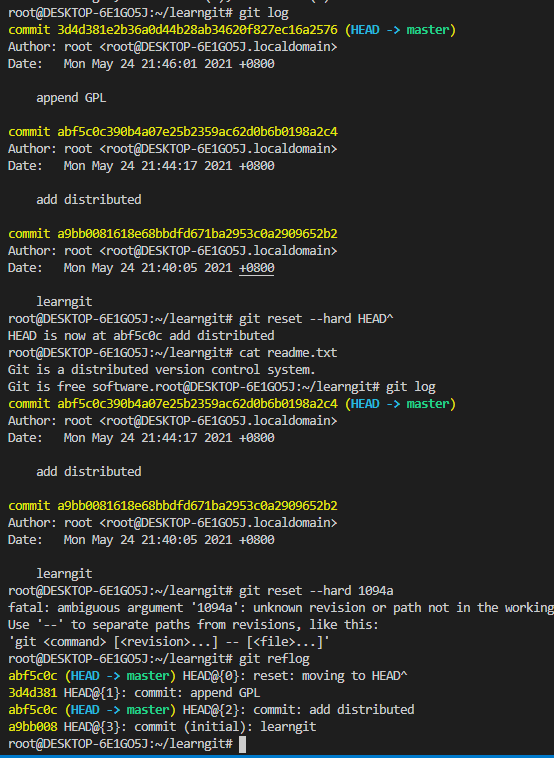 root@DESKTOP-6E1GO5J:~/learngit# git log
commit 3d4d381e2b36a0d44b28ab34620f827ec16a2576 (HEAD -> master)
Author: root <root@DESKTOP-6E1GO5J.localdomain>
Date:   Mon May 24 21:46:01 2021 +0800
append GPL
commit abf5c0c390b4a07e25b2359ac62d0b6b0198a2c4
Author: root <root@DESKTOP-6E1GO5J.localdomain>
Date:   Mon May 24 21:44:17 2021 +0800
add distributed
commit a9bb0081618e68bbdfd671ba2953c0a2909652b2
Author: root <root@DESKTOP-6E1GO5J.localdomain>
Date:   Mon May 24 21:40:05 2021 +0800
learngit
root@DESKTOP-6E1GO5J:~/learngit# git reset --hard HEAD^
HEAD is now at abf5c0c add distributed
root@DESKTOP-6E1GO5J:~/learngit# cat readme.txt
Git is a distributed version control system.
Git is free software.root@DESKTOP-6E1GO5J:~/learngit# git log
commit abf5c0c390b4a07e25b2359ac62d0b6b0198a2c4 (HEAD -> master)
Author: root <root@DESKTOP-6E1GO5J.localdomain>
Date:   Mon May 24 21:44:17 2021 +0800
add distributed
commit a9bb0081618e68bbdfd671ba2953c0a2909652b2
Author: root <root@DESKTOP-6E1GO5J.localdomain>
Date:   Mon May 24 21:40:05 2021 +0800
learngit
root@DESKTOP-6E1GO5J:~/learngit# git reset --hard 1094a
fatal: ambiguous argument '1094a': unknown revision or path not in the working
Use '--' to separate paths from revisions, like this:
'git <command> [<revision>...] -- [<file>...]'
root@DESKTOP-6E1GO5J:~/learngit# git reflog
abf5c0c (HEAD -> master) HEAD@{0}: reset: moving to HEAD^
3d4d381 HEAD@{1}: commit: append GPL
abf5c0c (HEAD -> master) HEAD@{2}: commit: add distributed
a9bb008 HEAD@{3}: commit (initial): learngit
root@DESKTOP-6E1GO5J:~/learngit#